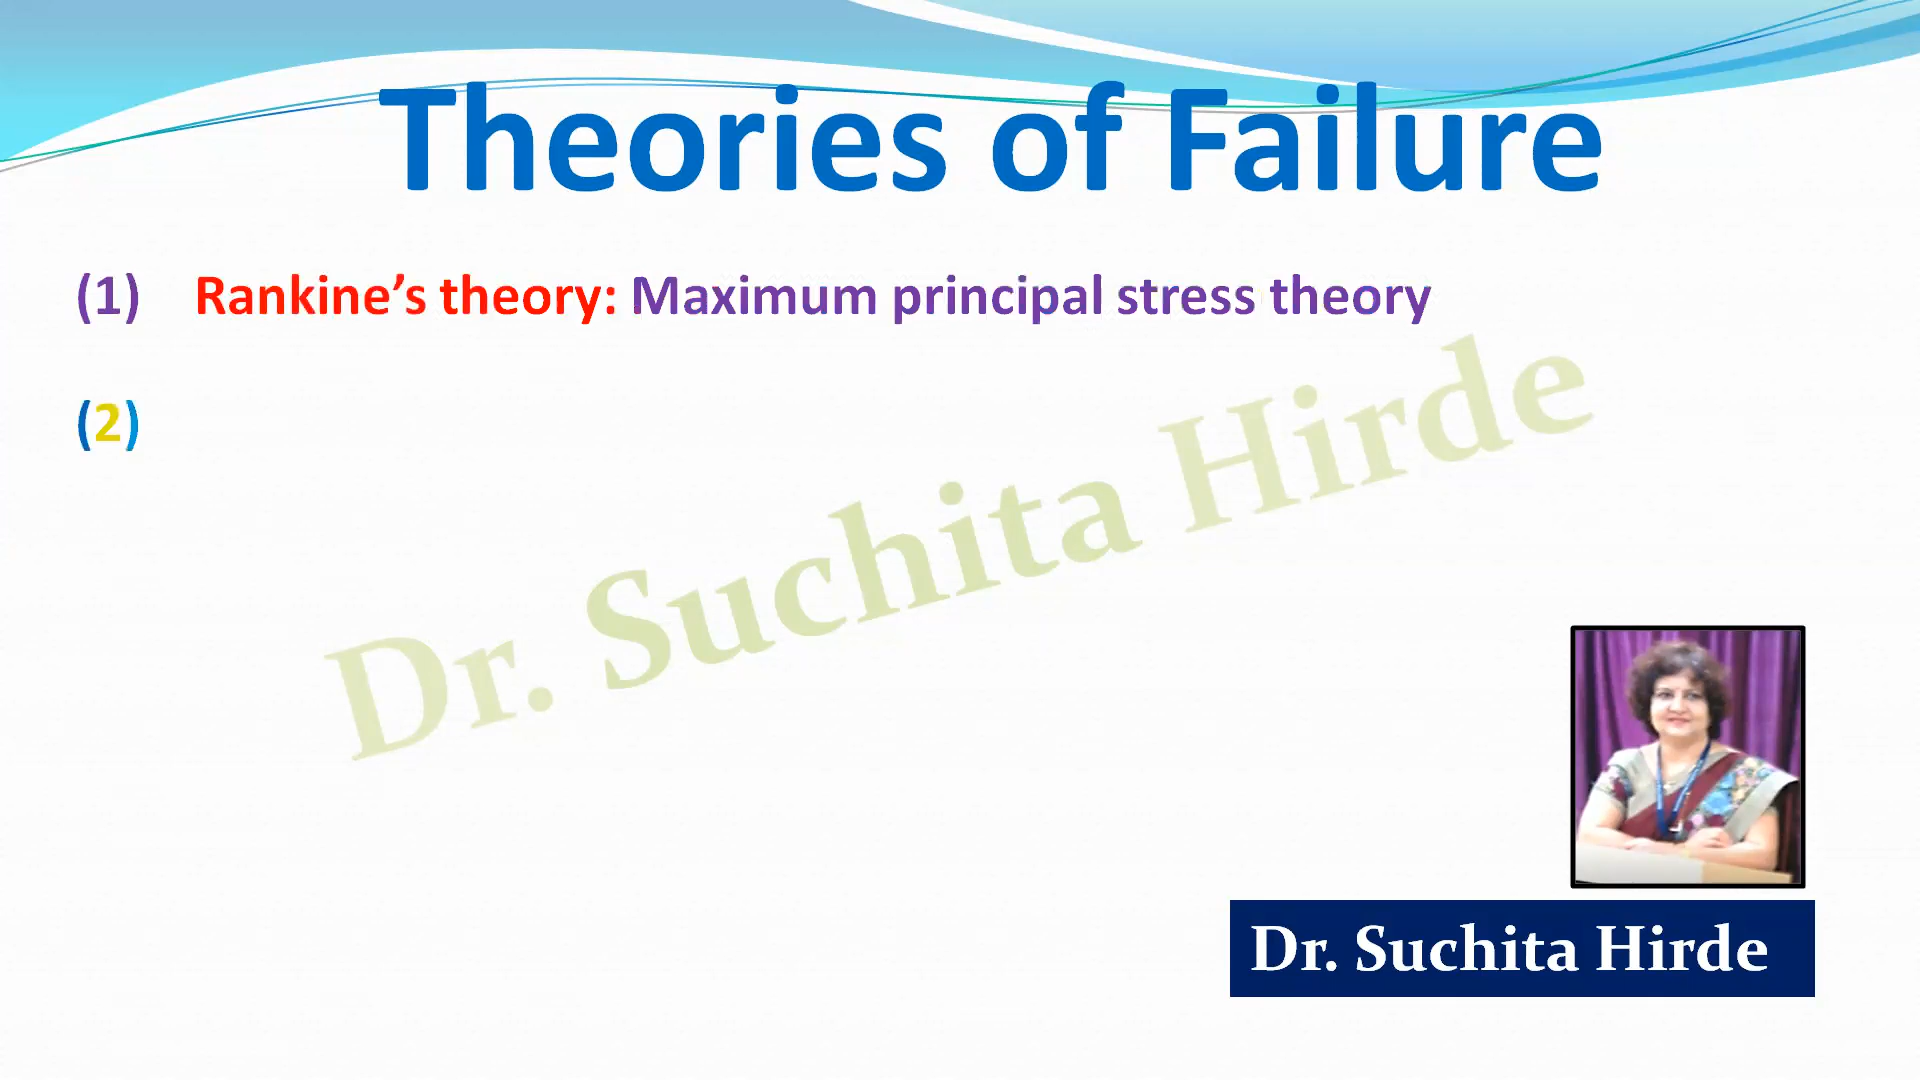 Theories of Failure
(1) Rankine’s theory: Maximum principal stress theory
(2)
Dr. Suchita Hirde
Dr. Suchita Hirde